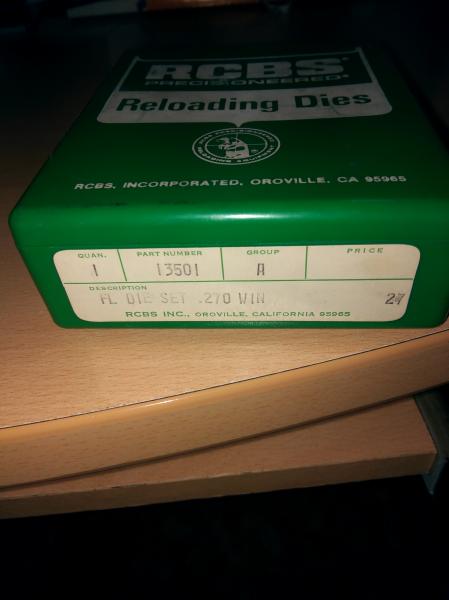 RCBS
PRECISIONEERED®
Reloading Dies
RCBS, INCORPORATED, OROVILLE, CA 95965
QUAN. PART NUMBER GROUP PRICE
1 13501 A
DESCRIPTION
FL DIE SET .270 WIN 27
RCBS INC., OROVILLE, CALIFORNIA 95965